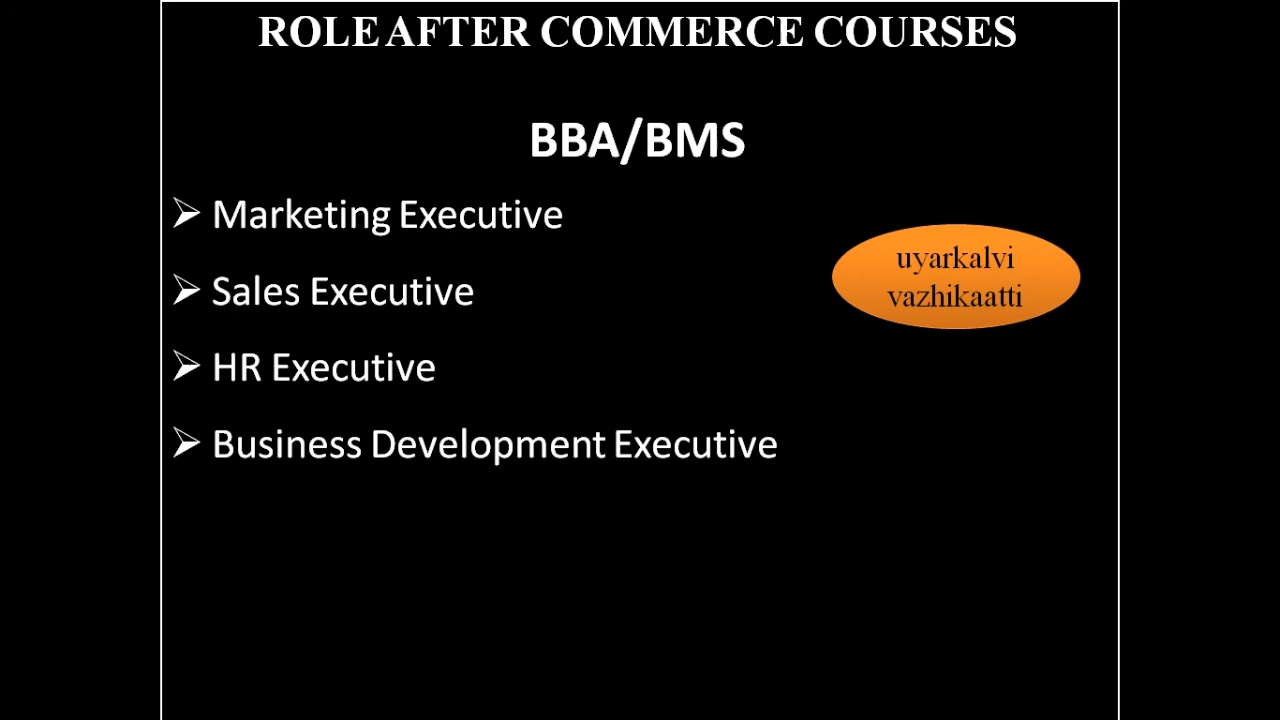 ROLE AFTER COMMERCE COURSES
BBA/BMS
Marketing Executive
uyarkalvi
vazhikaatti
Sales Executive
HR Executive
Business Development Executive